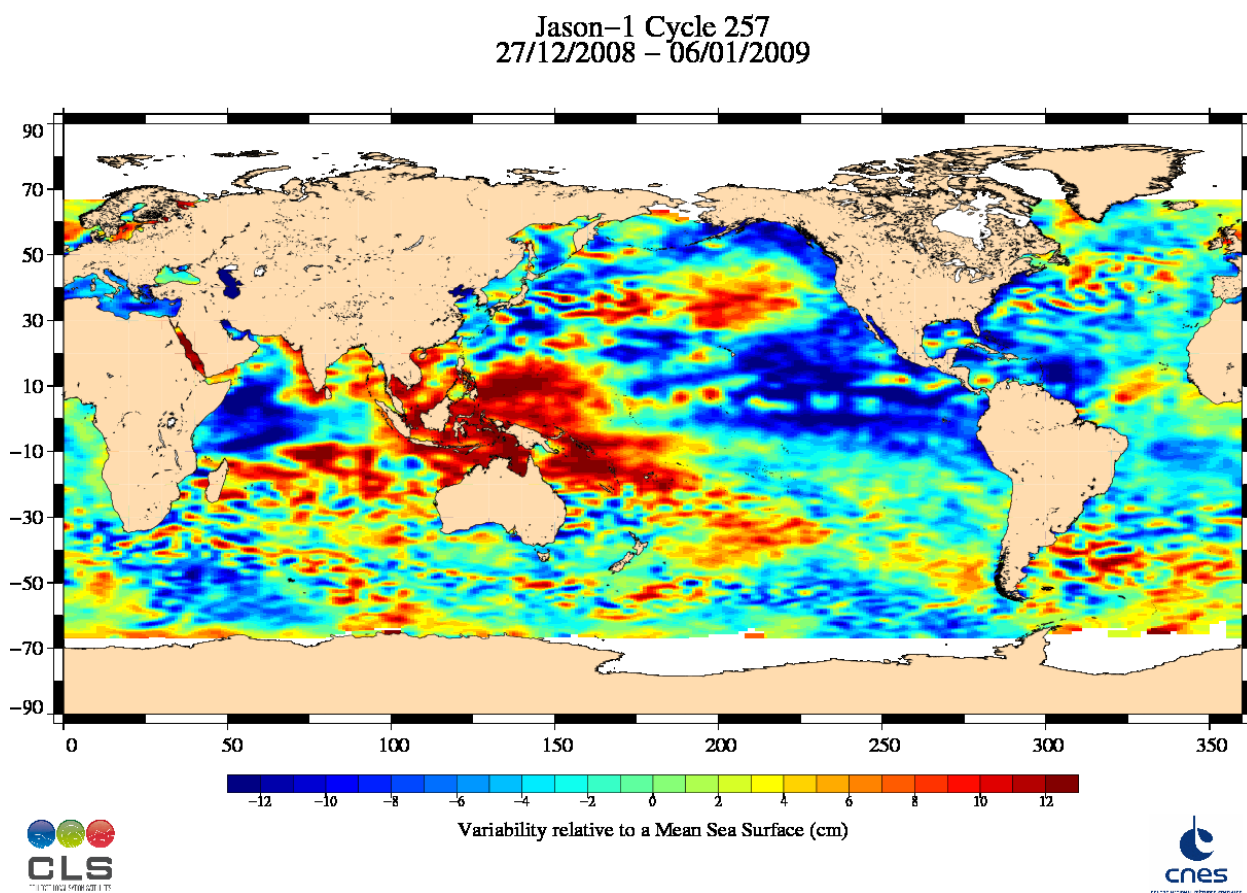 Jason−1 Cycle 257
27/12/2008 − 06/01/2009
90
70
50
30
10
−10
−30
−50
−70
−90
0 50 100 150 200 250 300 350
−12 −10 −8 −6 −4 −2 0 2 4 6 8 10 12
Variability relative to a Mean Sea Surface (cm)
CLS
cnes